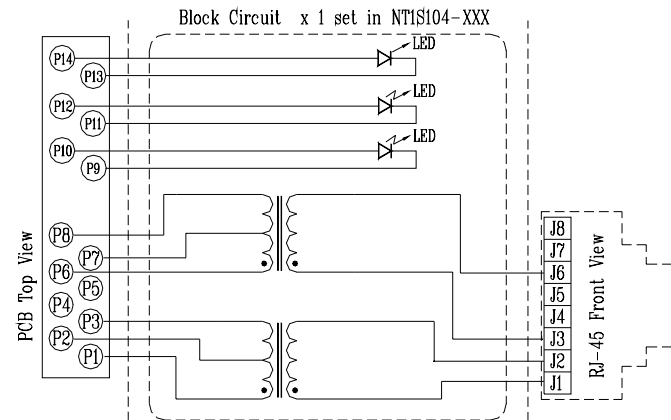 Block Circuit x 1 set in NT1S104-XXX
P14
P13
LED
P12
P11
LED
P10
P9
LED
P8
P7
P6
P5
P4
P3
P2
P1
PCB Top View
J8
J7
J6
J5
J4
J3
J2
J1
RJ-45 Front View